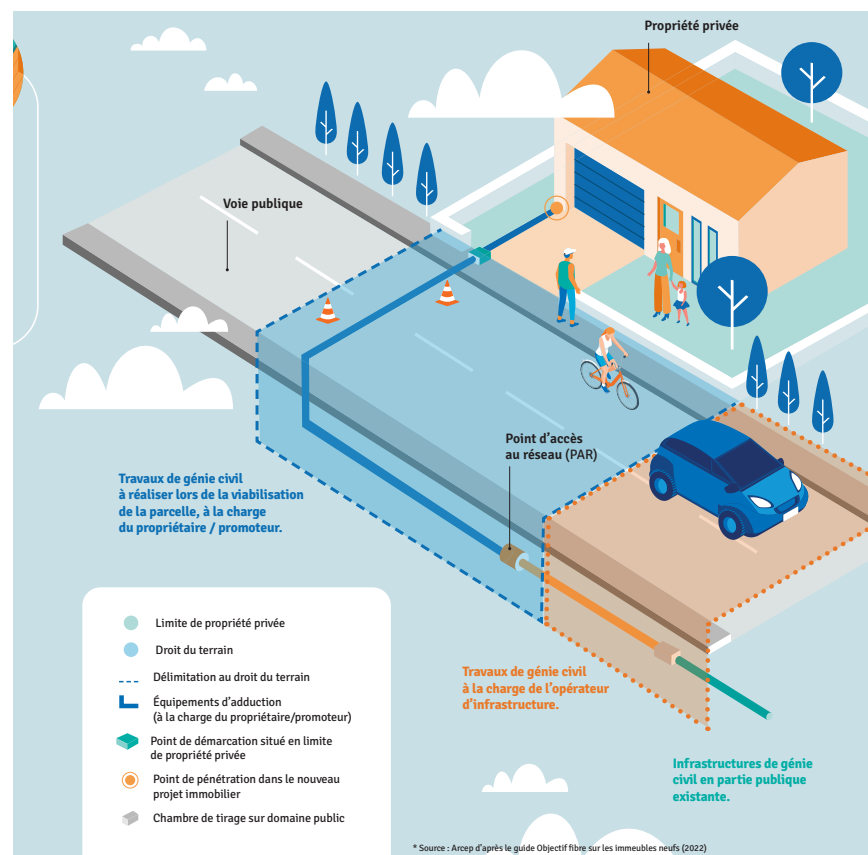 Propriété privée
Voie publique
Point d'accès
au réseau (PAR)
Travaux de génie civil
à réaliser lors de la viabilisation
de la parcelle, à la charge
du propriétaire / promoteur.
Limite de propriété privée
Droit du terrain
Délimitation au droit du terrain
Équipements d'adduction
(à la charge du propriétaire/promoteur)
Point de démarcation situé en limite
de propriété privée
Point de pénétration dans le nouveau
projet immobilier
Chambre de tirage sur domaine public
Travaux de génie civil
à la charge de l'opérateur
d'infrastructure.
Infrastructures de génie
civil en partie publique
existante.
* Source : Arcep d'après le guide Objectif fibre sur les immeubles neufs (2022)